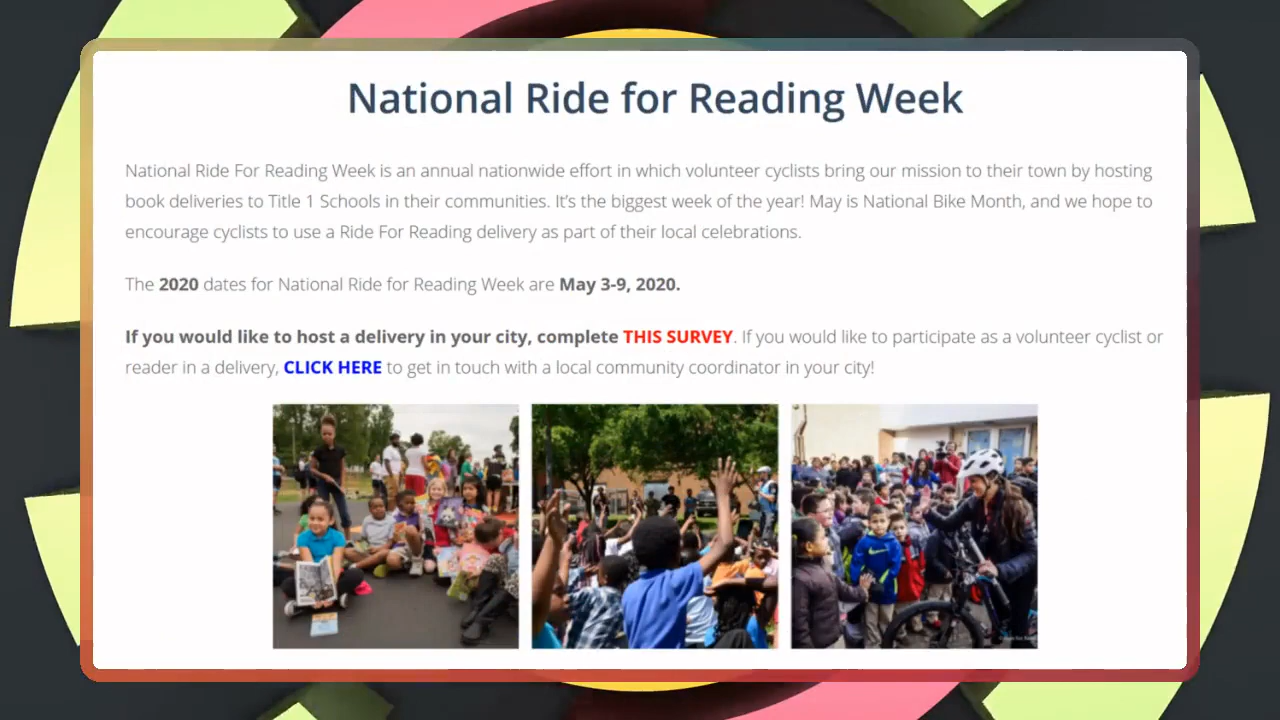 National Ride for Reading Week
National Ride For Reading Week is an annual nationwide effort in which volunteer cyclists bring our mission to their town by hosting
book deliveries to Title 1 Schools in their communities. It’s the biggest week of the year! May is National Bike Month, and we hope to
encourage cyclists to use a Ride For Reading delivery as part of their local celebrations.
The 2020 dates for National Ride for Reading Week are May 3-9, 2020.
If you would like to host a delivery in your city, complete THIS SURVEY. If you would like to participate as a volunteer cyclist or
reader in a delivery, CLICK HERE to get in touch with a local community coordinator in your city!